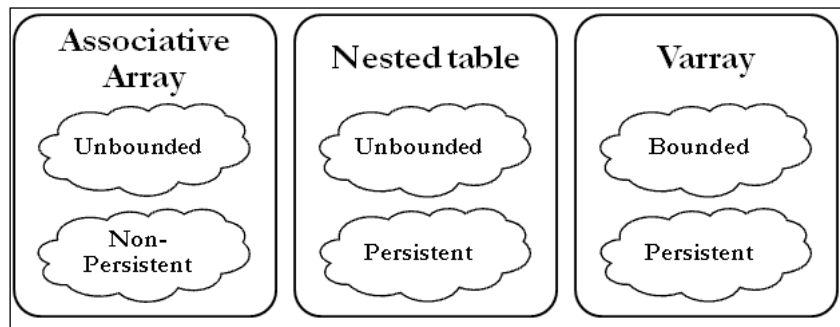 Associative
Array
Unbounded
Non-
Persistent
Nested table
Unbounded
Persistent
Varray
Bounded
Persistent